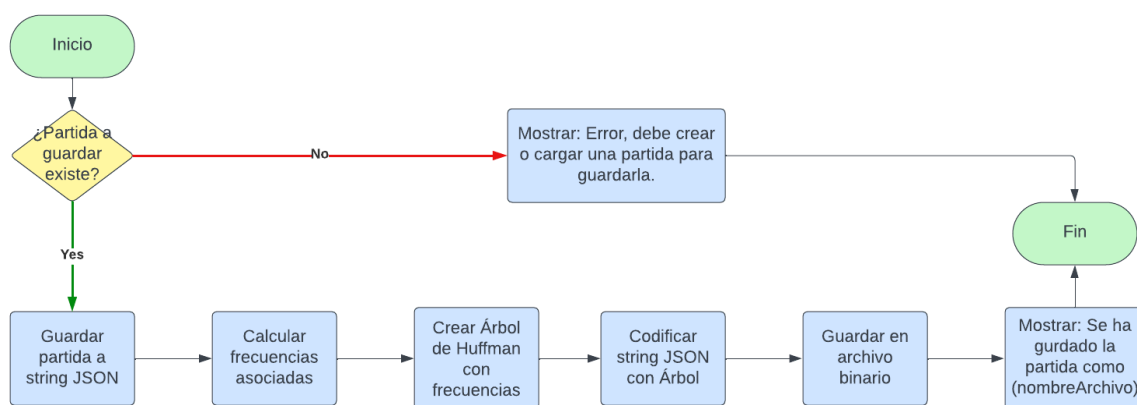 Inicio
¿Partida a
guardar
existe?
No
Mostrar: Error, debe crear
o cargar una partida para
guardarla.
Fin
Yes
Guardar
partida a
string JSON
Calcular
frecuencias
asociadas
Crear Árbol
de Huffman
con
frecuencias
Codificar
string JSON
con Árbol
Guardar en
archivo
binario
Mostrar: Se ha
gurdado la
partida como
(nombreArchivo)